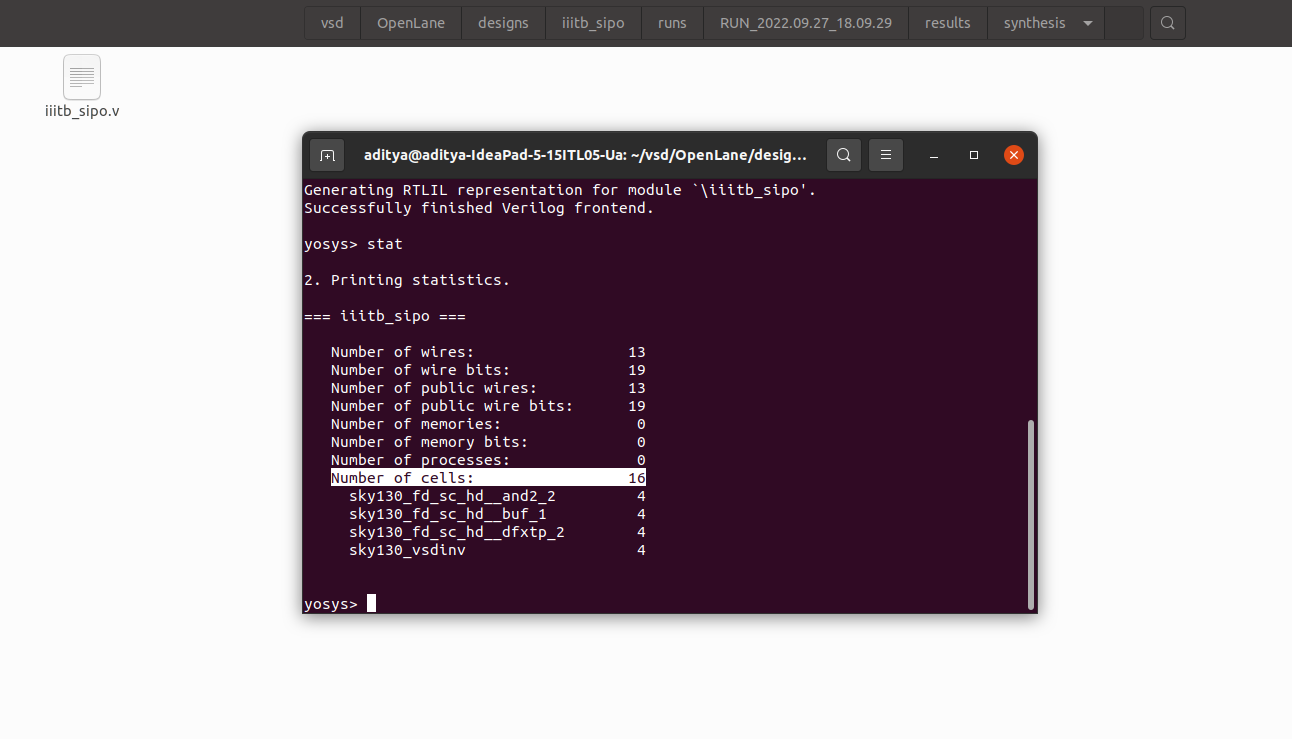 vsd OpenLane designs iiitb_sipo runs RUN_2022.09.27_18.09.29 results synthesis
iiitb_sipo.v
aditya@aditya-IdeaPad-5-15ITL05-Ua: ~/vsd/OpenLane/desig...
Generating RTLIL representation for module `\iiitb_sipo'.
Successfully finished Verilog frontend.
yosys> stat
2. Printing statistics.
=== iiitb_sipo ===
Number of wires: 13
Number of wire bits: 19
Number of public wires: 13
Number of public wire bits: 19
Number of memories: 0
Number of memory bits: 0
Number of processes: 0
Number of cells: 16
sky130_fd_sc_hd__and2_2 4
sky130_fd_sc_hd__buf_1 4
sky130_fd_sc_hd__dfxtp_2 4
sky130_vsdinv 4
yosys>